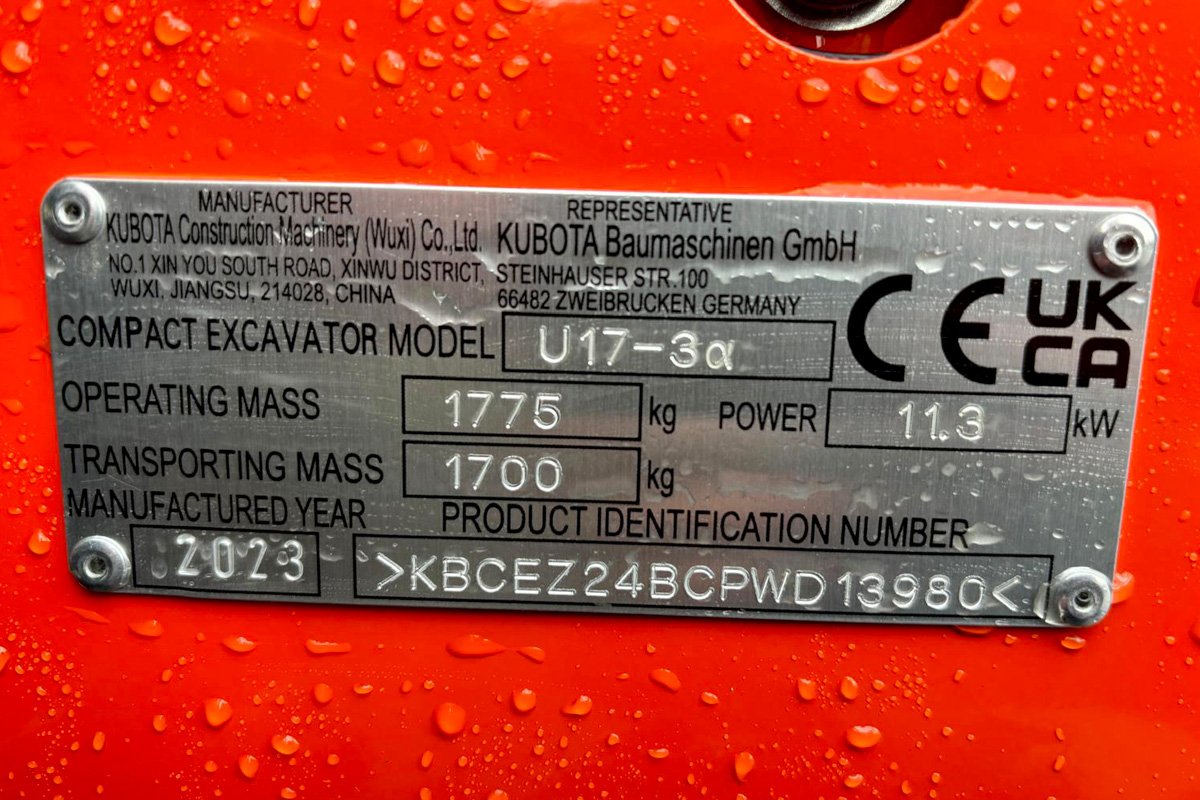 MANUFACTURER
KUBOTA Construction Machinery (Wuxi) Co.,Ltd.
NO.1 XIN YOU SOUTH ROAD, XINWU DISTRICT,
WUXI, JIANGSU, 214028, CHINA
REPRESENTATIVE
KUBOTA Baumaschinen GmbH
STEINHAUSER STR.100
66482 ZWEIBRUCKEN GERMANY
COMPACT EXCAVATOR MODEL U17-3α
CE UK
CA
OPERATING MASS 1775 kg POWER 11.3 kW
TRANSPORTING MASS 1700 kg
MANUFACTURED YEAR PRODUCT IDENTIFICATION NUMBER
2023 >KBCEZ24BCPWD13980<